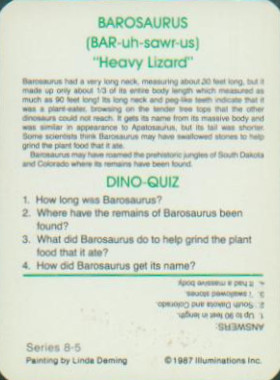 BAROSAURUS
(BAR-uh-sawr-us)
"Heavy Lizard"
Barosaurus had a very long neck, measuring about 30 feet long, but it
made up only about 1/3 of its entire body length which measured as
much as 90 feet long! Its long neck and peg-like teeth indicate that it
was a plant-eater, browsing on the tender tree tops that the other
dinosaurs could not reach. It gets its name from its massive body and
was similar in appearance to Apatosaurus, but its tail was shorter.
Some scientists think Barosaurus may have swallowed stones to help
grind the plant food that it ate.
Barosaurus may have roamed the prehistoric jungles of South Dakota
and Colorado where its remains have been found.
DINO-QUIZ
1. How long was Barosaurus?
2. Where have the remains of Barosaurus been
found?
3. What did Barosaurus do to help grind the plant
food that it ate?
4. How did Barosaurus get its name?
ANSWERS:
1. Up to 90 feet in length.
2. South Dakota and Colorado.
3. I swallowed stones.
4. It had a massive body
Series 8-5
Painting by Linda Deming
©1987 Illuminations Inc.